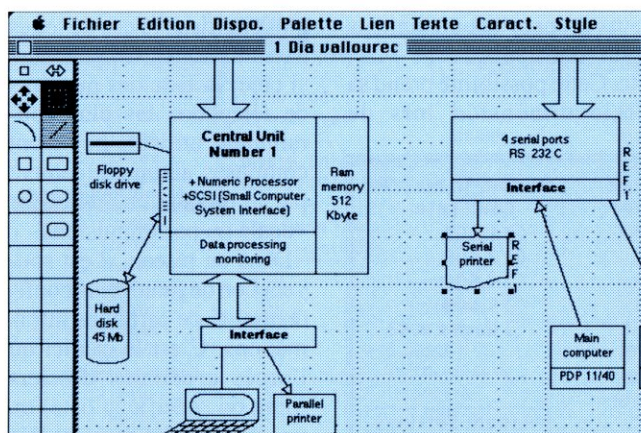 Fichier Edition Dispo. Palette Lien Texte Caract. Style
1 Dia vallourec
Central Unit
Number 1
+Numeric Processor
+SCSI (Small Computer
System Interface)
Data processing
monitoring
Ram
memory
512
Kbyte
Floppy
disk drive
Hard
disk
45 Mb
Interface
Parallel
printer
4 serial ports
RS 232 C
Interface
REF1
Serial
printer
REF1
Main
computer
PDP 11/40